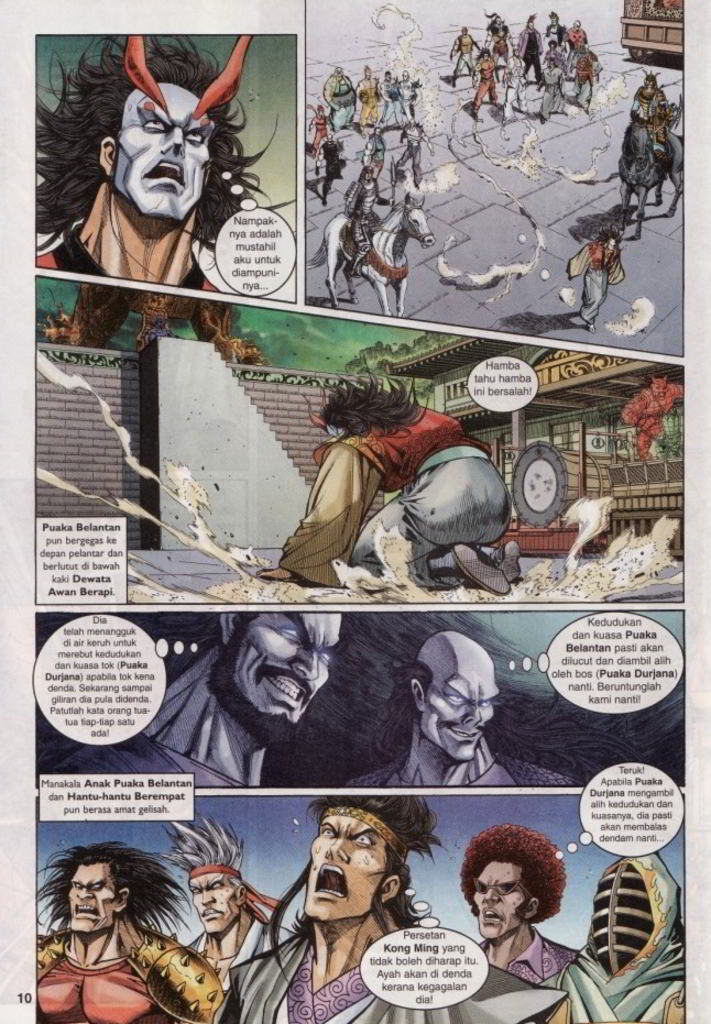 Nampak-
nya adalah
mustahil
aku untuk
diampuni-
nya...
Hamba
tahu hamba
ini bersalah!
Puaka Belantan
pun bergegas ke
depan pelantar dan
berlutut di bawah
kaki Dewata
Awan Berapi.
Dia
telah menangguk
di air keruh untuk
merebut kedudukan
dan kuasa tok (Puaka
Durjana) apabila tok kena
denda. Sekarang sampai
giliran dia pula didenda.
Patutlah kata orang tua-
tua tiap-tiap satu
ada!
Kedudukan
dan kuasa Puaka
Belantan pasti akan
dilucut dan diambil alih
oleh bos (Puaka Durjana)
nanti. Beruntunglah
kami nanti!
Manakala Anak Puaka Belantan
dan Hantu-hantu Berempat
pun berasa amat gelisah.
Teruk!
Apabila Puaka
Durjana mengambil
alih kedudukan dan
kuasanya, dia pasti
akan membalas
dendam nanti...
Persetan
Kong Ming yang
tidak boleh diharap itu.
Ayah akan di denda
kerana kegagalan
dia!
10